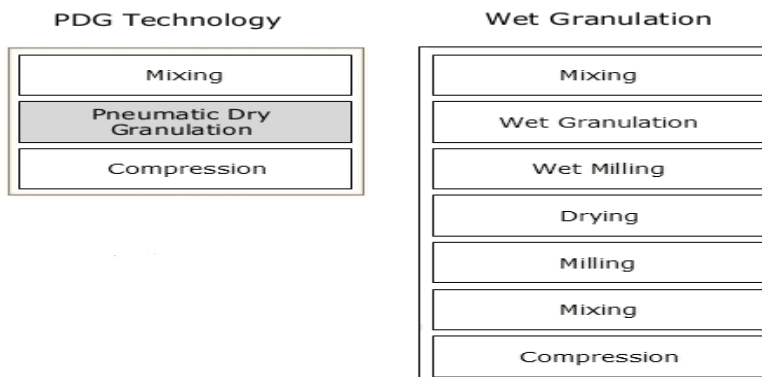 PDG Technology
Mixing
Pneumatic Dry
Granulation
Compression
Wet Granulation
Mixing
Wet Granulation
Wet Milling
Drying
Milling
Mixing
Compression